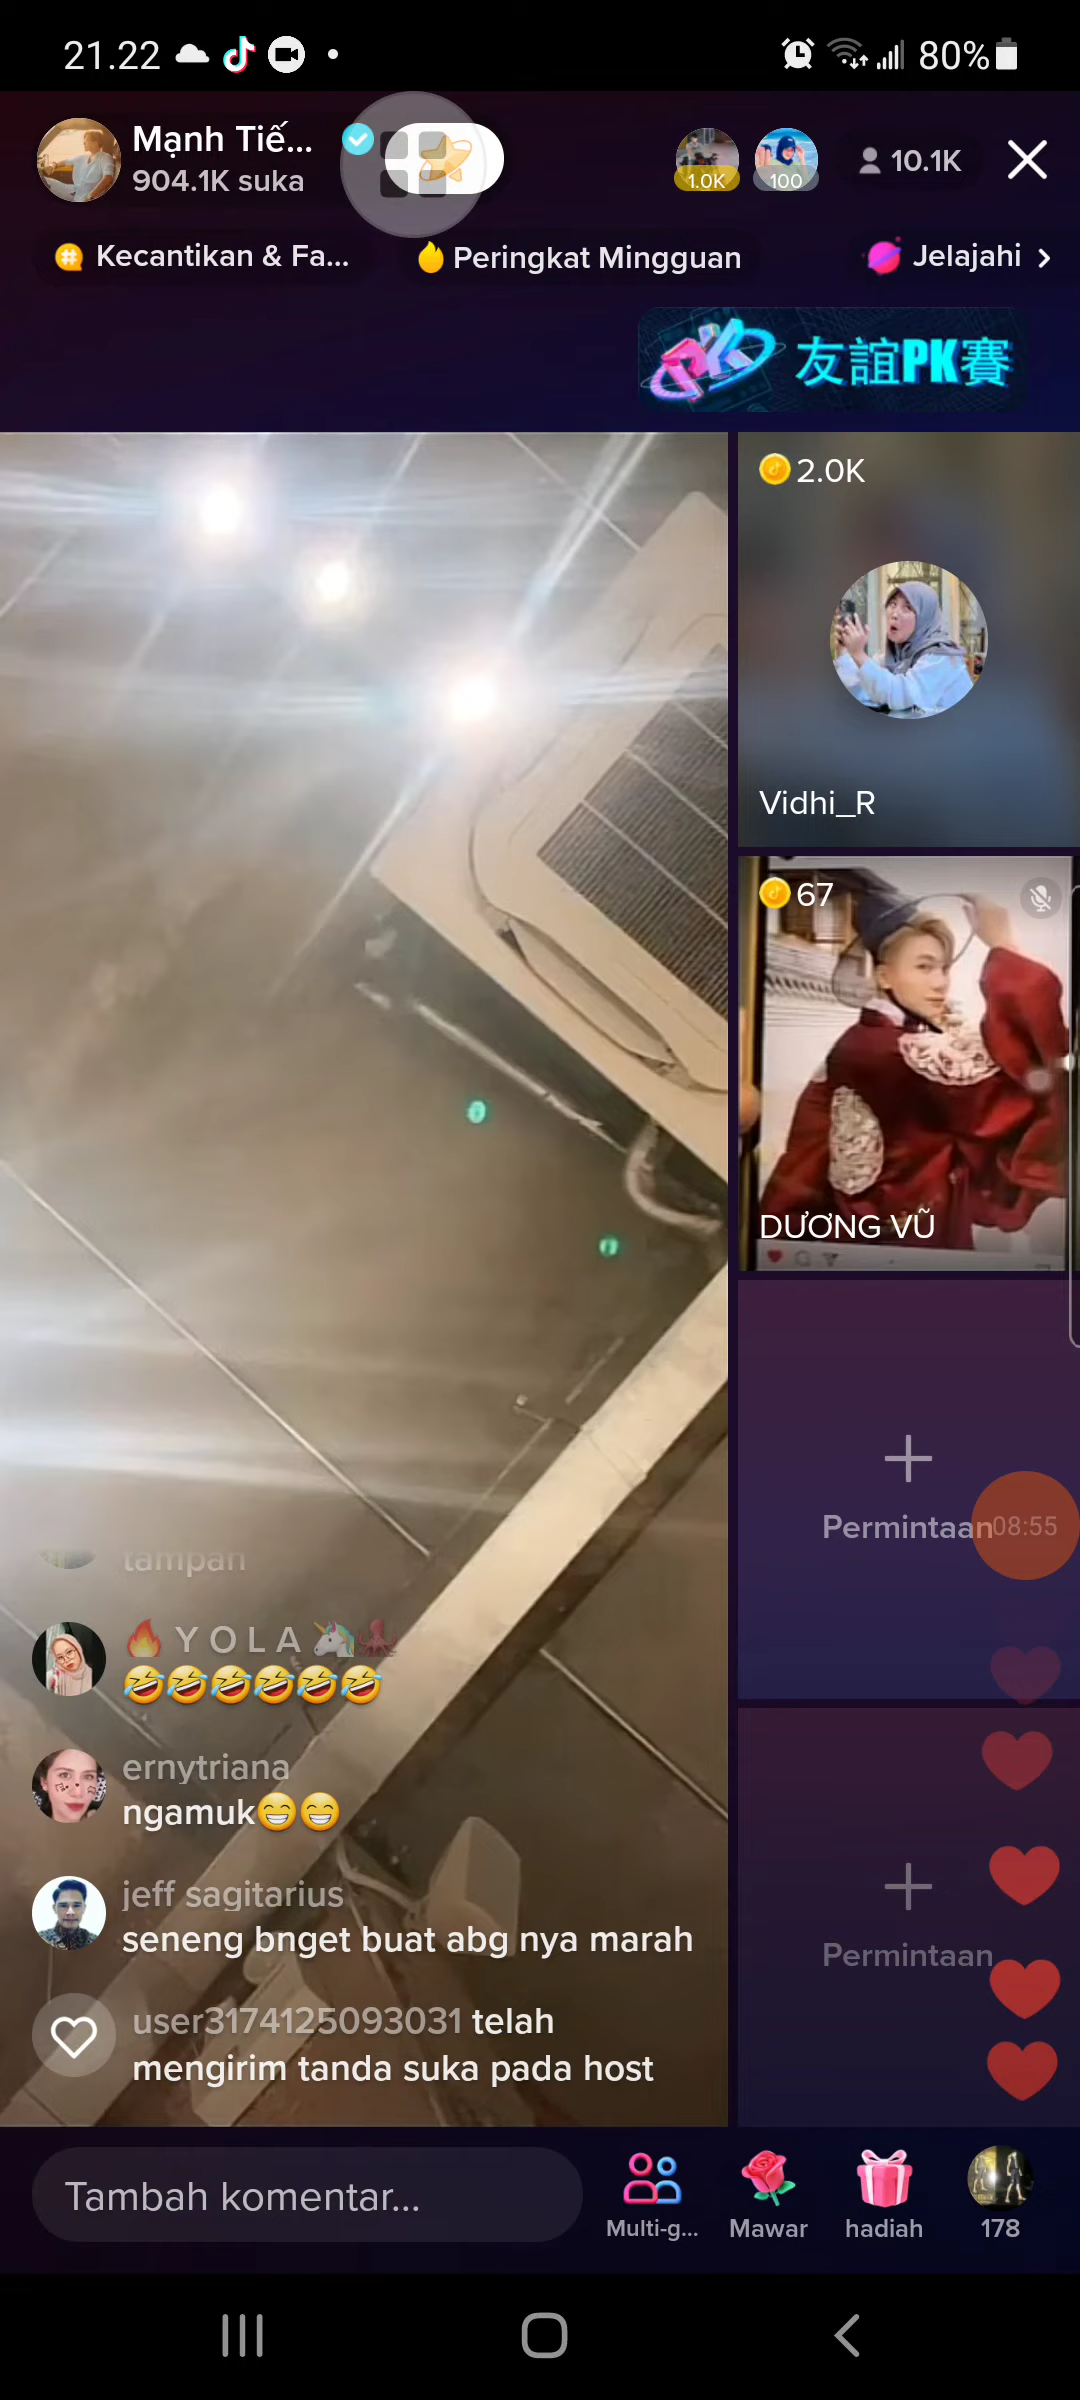 21.22
80%
Mạnh Tiế...
904.1K suka
1.0K
100
10.1K
Kecantikan & Fa...
Peringkat Mingguan
Jelajahi
PK
友誼PK賽
2.0K
Vidhi_R
67
DƯƠNG VŨ
Permintaan
08:55
tampan
🔥 Y O L A 🦄🐙
🤣🤣🤣🤣🤣🤣
ernytriana
ngamuk😁😁
jeff sagitarius
seneng bnget buat abg nya marah
Permintaan
user3174125093031 telah
mengirim tanda suka pada host
Tambah komentar...
Multi-g...
Mawar
hadiah
178